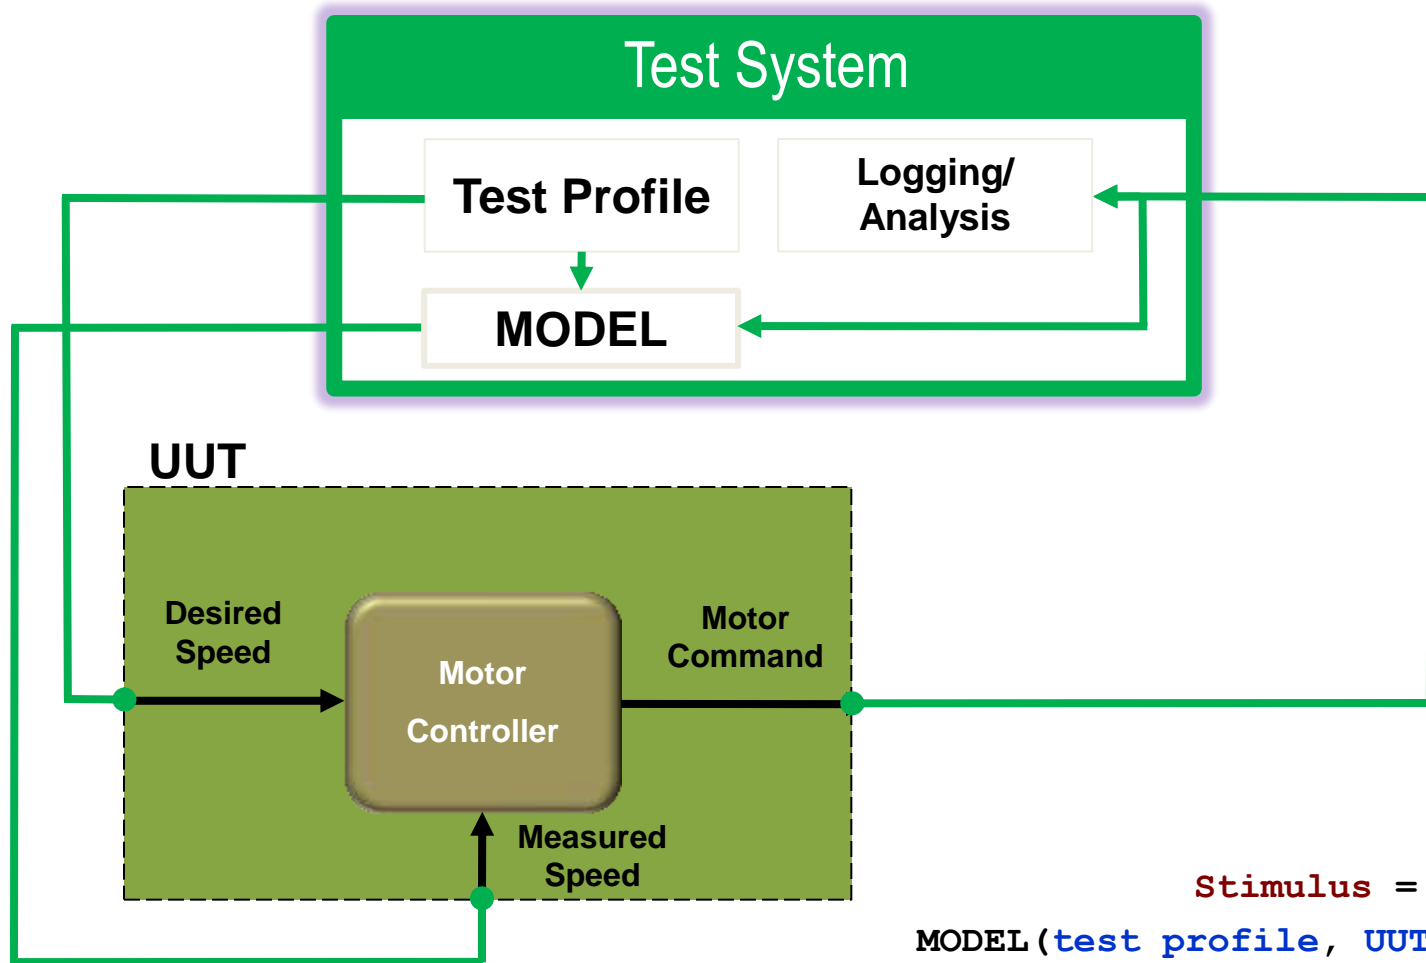 Test System
Test Profile
Logging/
Analysis
MODEL
UUT
Desired
Speed
Motor
Controller
Motor
Command
Measured
Speed
Stimulus =
MODEL(test profile, UUT